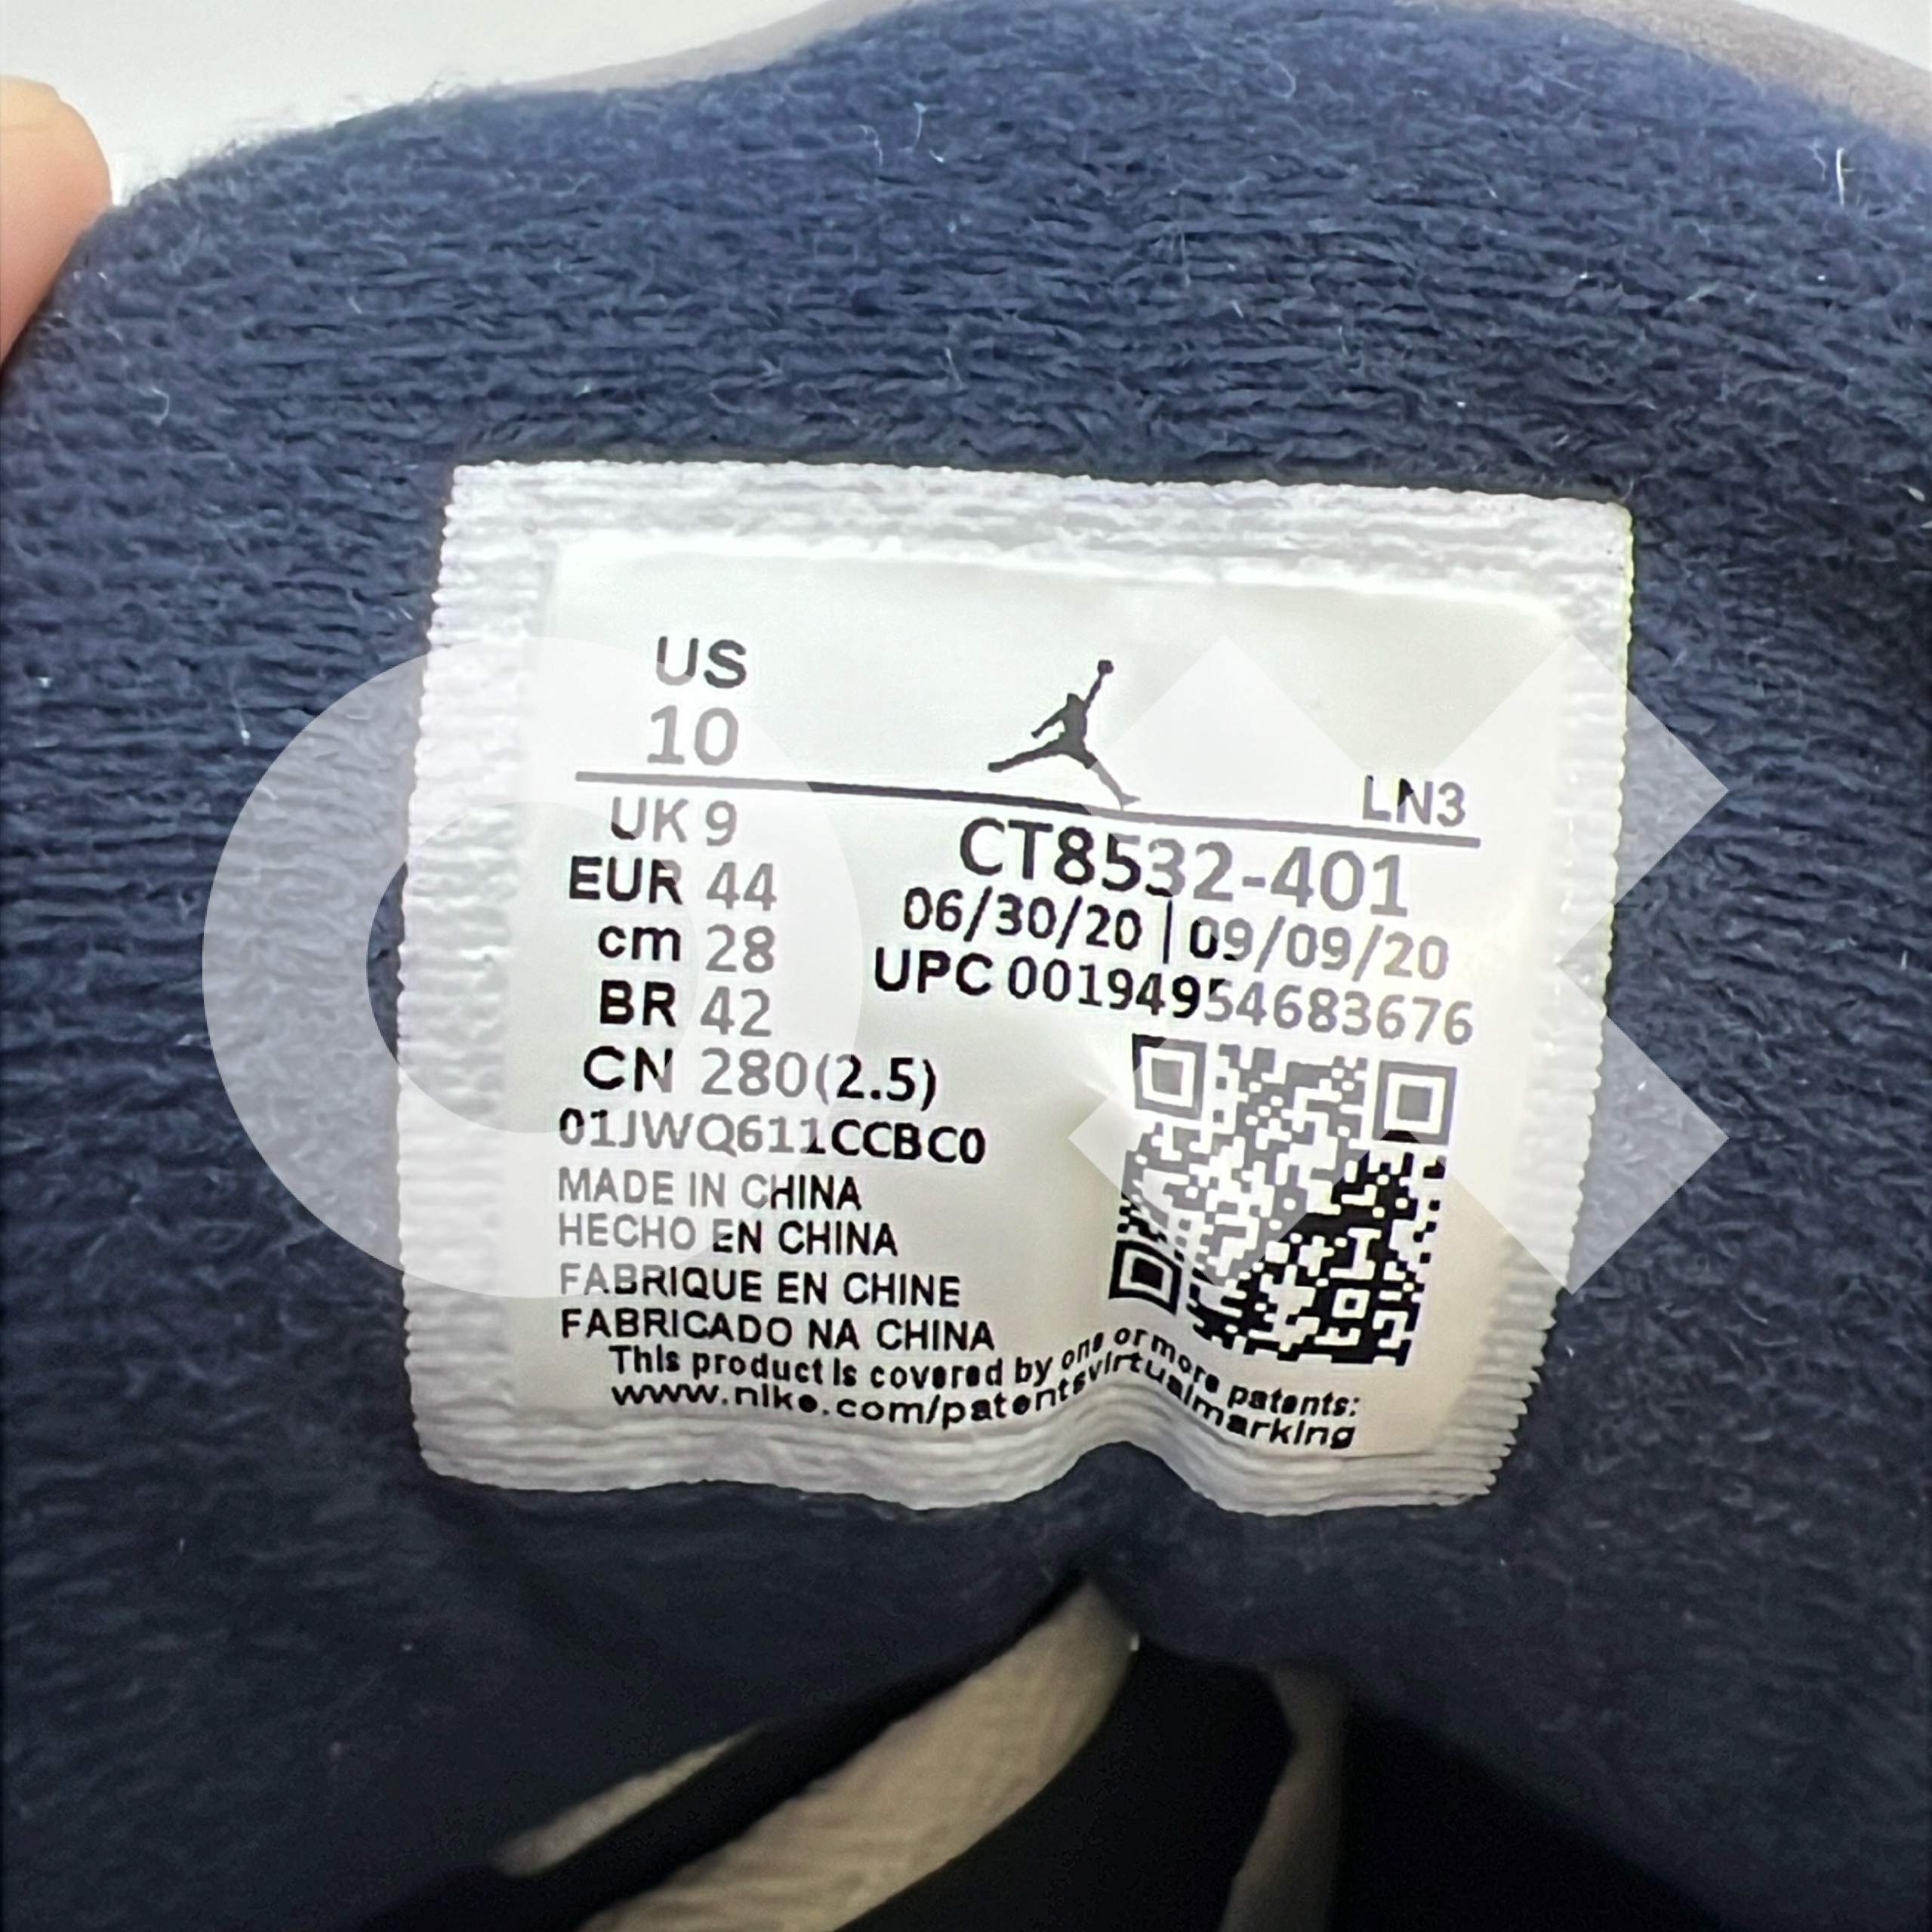 US
10
LN3
UK 9
EUR 44
cm 28
BR 42
CN 280(2.5)
01JWQ611CCBC0
CT8532-401
06/30/20 | 09/09/20
UPC 00194954683676
MADE IN CHINA
HECHO EN CHINA
FABRIQUE EN CHINE
FABRICADO NA CHINA
This product is covered by one or more patents:
www.nike.com/patentsvirtualmarking